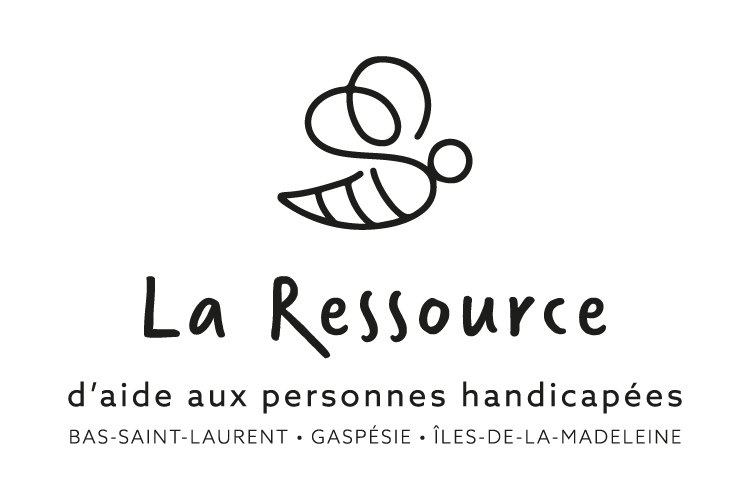 La Ressource
d'aide aux personnes handicapées
BAS-SAINT-LAURENT • GASPÉSIE • ÎLES-DE-LA-MADELEINE